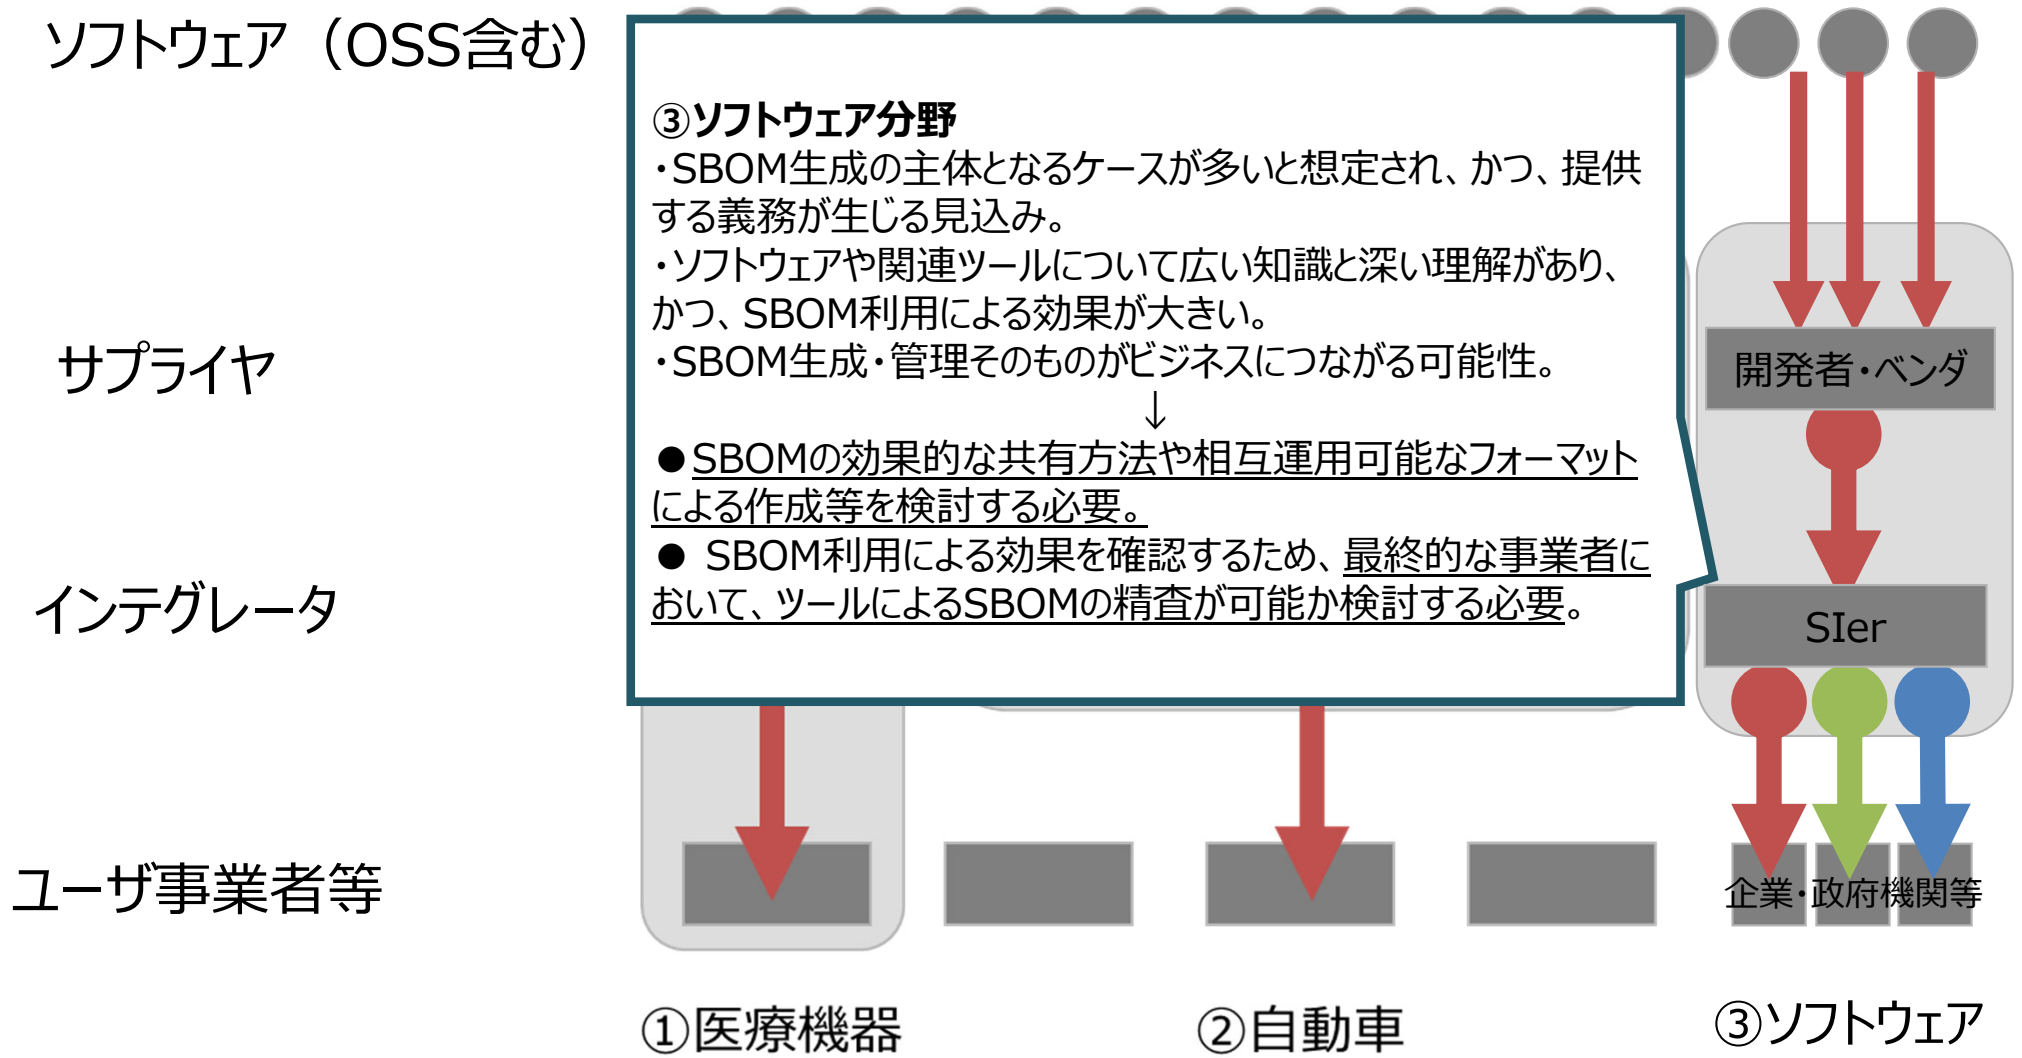 ソフトウェア（OSS含む）
③ソフトウェア分野
・SBOM生成の主体となるケースが多いと想定され、かつ、提供
する義務が生じる見込み。
・ソフトウェアや関連ツールについて広い知識と深い理解があり、
かつ、SBOM利用による効果が大きい。
・SBOM生成・管理そのものがビジネスにつながる可能性。
↓
●SBOMの効果的な共有方法や相互運用可能なフォーマット
による作成等を検討する必要。
● SBOM利用による効果を確認するため、最終的な事業者に
おいて、ツールによるSBOMの精査が可能か検討する必要。
サプライヤ
開発者・ベンダ
インテグレータ
SIer
ユーザ事業者等
企業・政府機関等
①医療機器
②自動車
③ソフトウェア